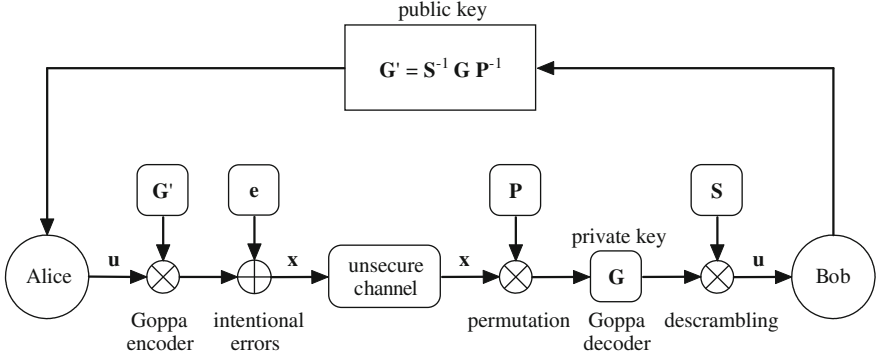 public key
G' = S⁻¹ G P⁻¹
G'
e
P
S
private key
Alice
u
x
unsecure
channel
x
G
u
Bob
Goppa
encoder
intentional
errors
permutation
Goppa
decoder
descrambling